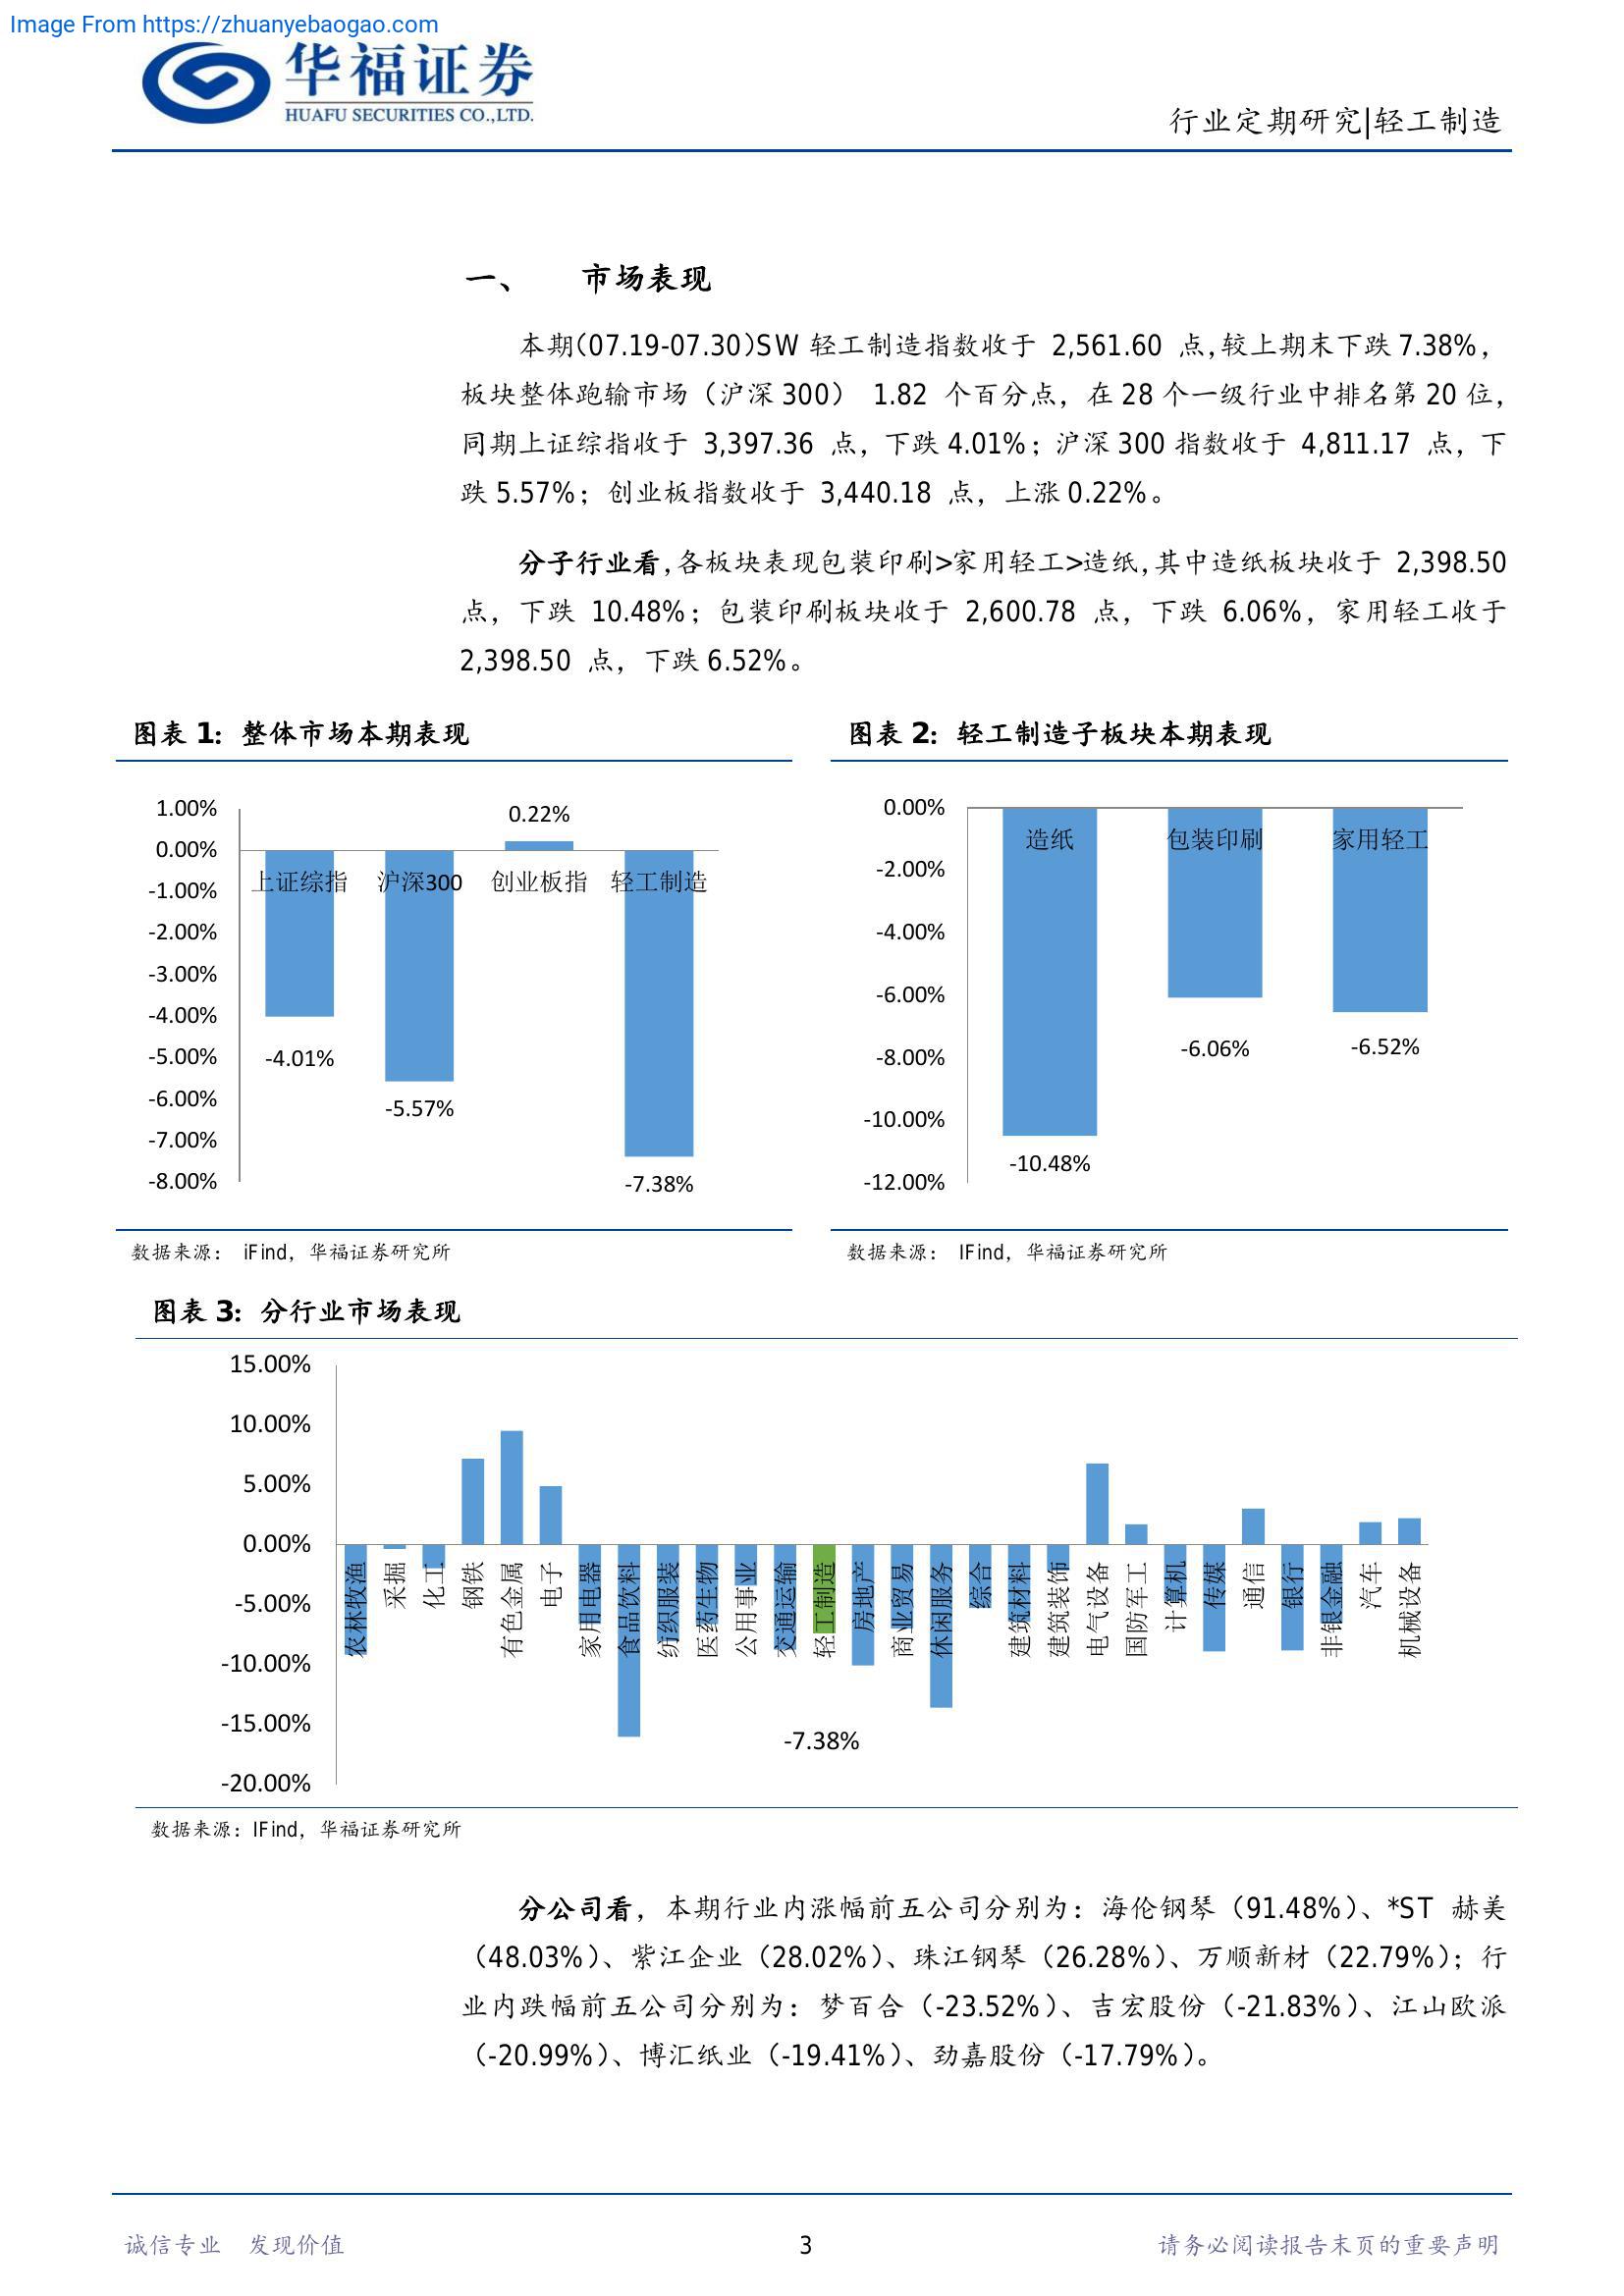 Image From https://zhuanyebaogao.com
华福证券
HUAFU SECURITIES CO.,LTD.
行业定期研究|轻工制造
一、 市场表现
本期(07.19-07.30)SW 轻工制造指数收于 2,561.60 点,较上期末下跌 7.38%，
板块整体跑输市场（沪深 300） 1.82 个百分点，在 28 个一级行业中排名第 20 位，
同期上证综指收于 3,397.36 点，下跌 4.01%；沪深 300 指数收于 4,811.17 点，下
跌 5.57%；创业板指数收于 3,440.18 点，上涨 0.22%。
分子行业看,各板块表现包装印刷>家用轻工>造纸,其中造纸板块收于 2,398.50
点，下跌 10.48%；包装印刷板块收于 2,600.78 点，下跌 6.06%，家用轻工收于
2,398.50 点，下跌 6.52%。
图表 1：整体市场本期表现
1.00%
0.00%
-1.00%
-2.00%
-3.00%
-4.00%
-5.00%
-6.00%
-7.00%
-8.00%
0.22%
上证综指 沪深300 创业板指 轻工制造
-4.01%
-5.57%
-7.38%
数据来源： iFind，华福证券研究所
图表 2：轻工制造子板块本期表现
0.00%
-2.00%
-4.00%
-6.00%
-8.00%
-10.00%
-12.00%
造纸 包装印刷 家用轻工
-6.06% -6.52%
-10.48%
数据来源： IFind，华福证券研究所
图表 3：分行业市场表现
15.00%
10.00%
5.00%
0.00%
-5.00%
-10.00%
-15.00%
-20.00%
农林牧渔
采掘
化工
钢铁
有色金属
电子
家用电器
食品饮料
纺织服装
医药生物
公用事业
交通运输
轻工制造
房地产
商业贸易
休闲服务
综合
建筑材料
建筑装饰
电气设备
国防军工
计算机
传媒
通信
银行
非银金融
汽车
机械设备
-7.38%
数据来源：IFind，华福证券研究所
分公司看，本期行业内涨幅前五公司分别为：海伦钢琴（91.48%）、*ST 赫美
（48.03%）、紫江企业（28.02%）、珠江钢琴（26.28%）、万顺新材（22.79%）；行
业内跌幅前五公司分别为：梦百合（-23.52%）、吉宏股份（-21.83%）、江山欧派
（-20.99%）、博汇纸业（-19.41%）、劲嘉股份（-17.79%）。
诚信专业 发现价值
3
请务必阅读报告末页的重要声明